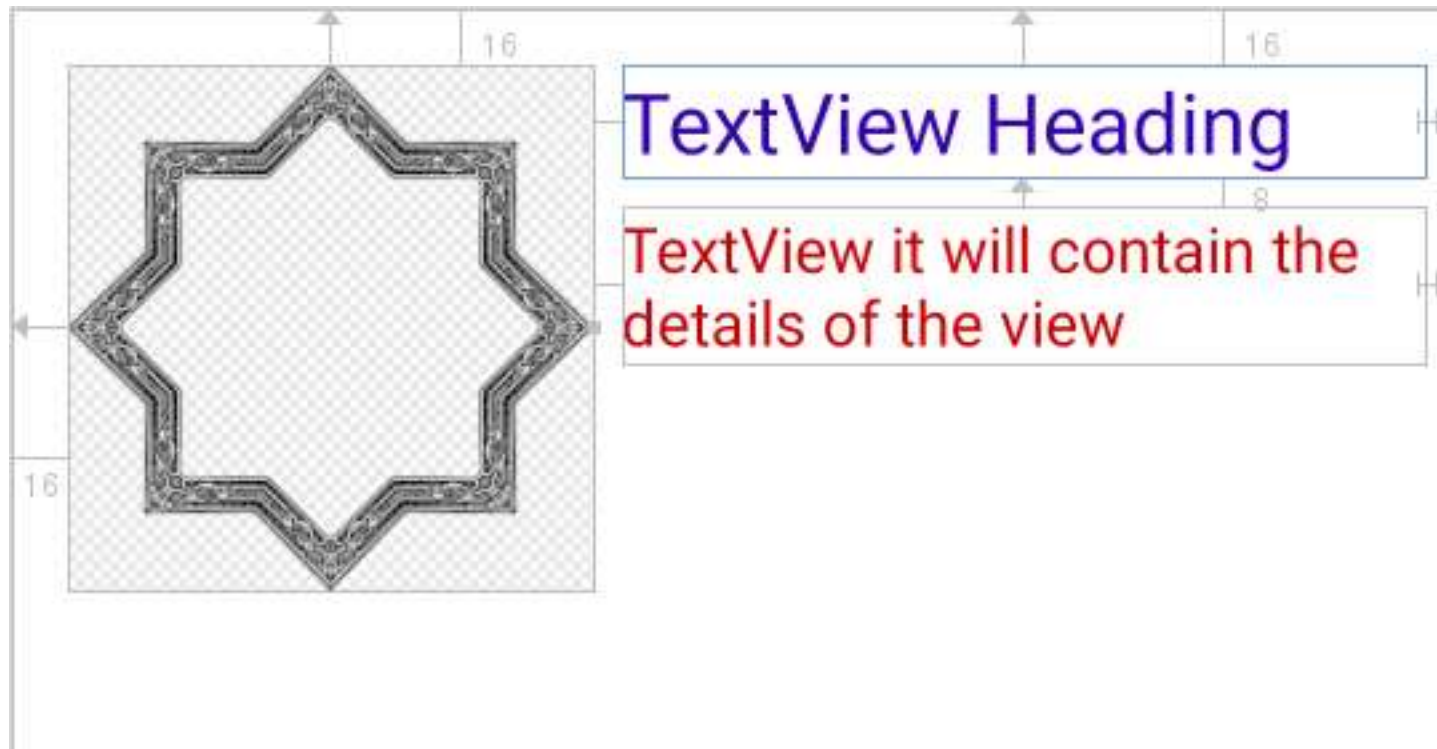 16
16
TextView Heading
8
TextView it will contain the
details of the view
16